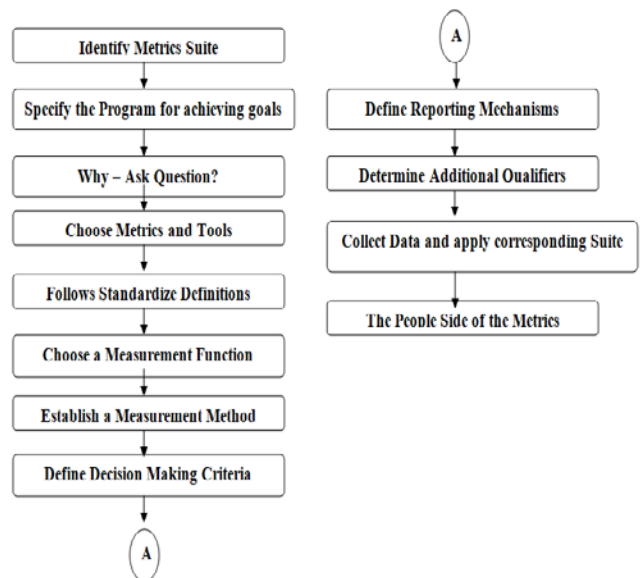 Identify Metrics Suite
Specify the Program for achieving goals
Why – Ask Question?
Choose Metrics and Tools
Follows Standardize Definitions
Choose a Measurement Function
Establish a Measurement Method
Define Decision Making Criteria
A
A
Define Reporting Mechanisms
Determine Additional Qualifiers
Collect Data and apply corresponding Suite
The People Side of the Metrics